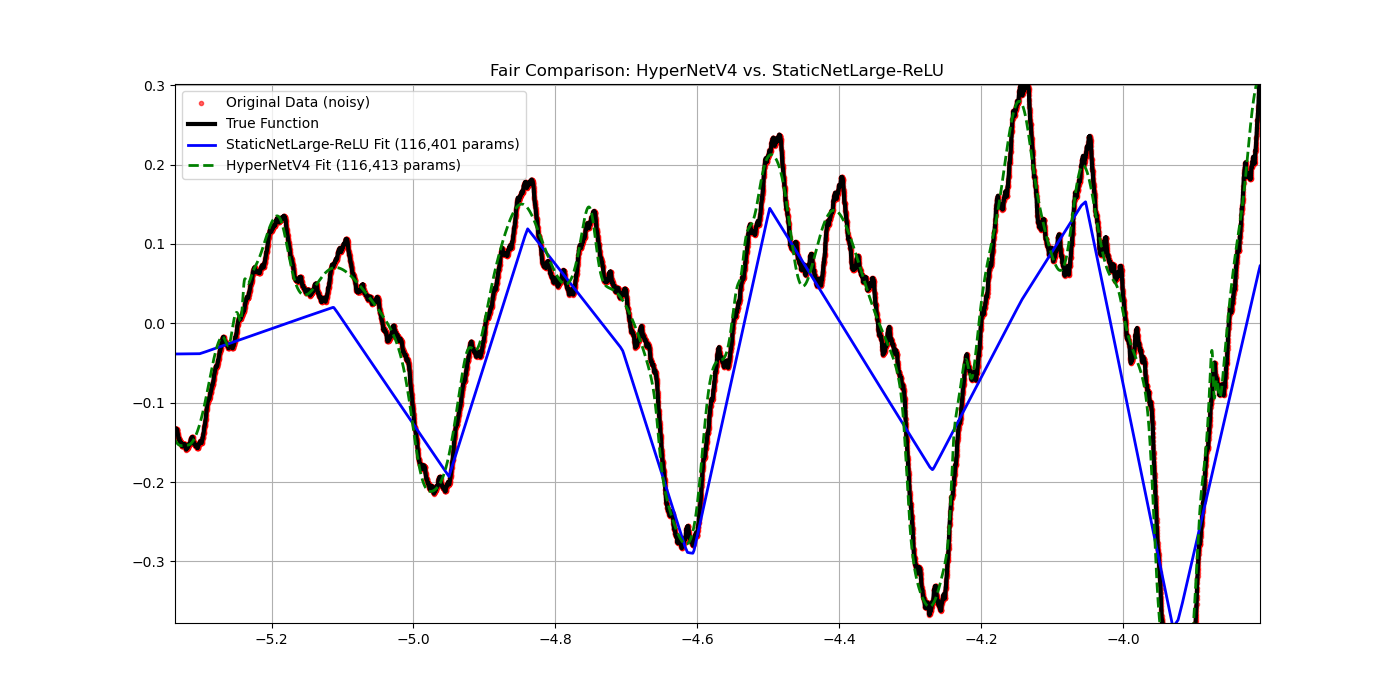 Fair Comparison: HyperNetV4 vs. StaticNetLarge-ReLU
Original Data (noisy)
True Function
StaticNetLarge-ReLU Fit (116,401 params)
HyperNetV4 Fit (116,413 params)
0.3
0.2
0.1
0.0
−0.1
−0.2
−0.3
−5.2 −5.0 −4.8 −4.6 −4.4 −4.2 −4.0